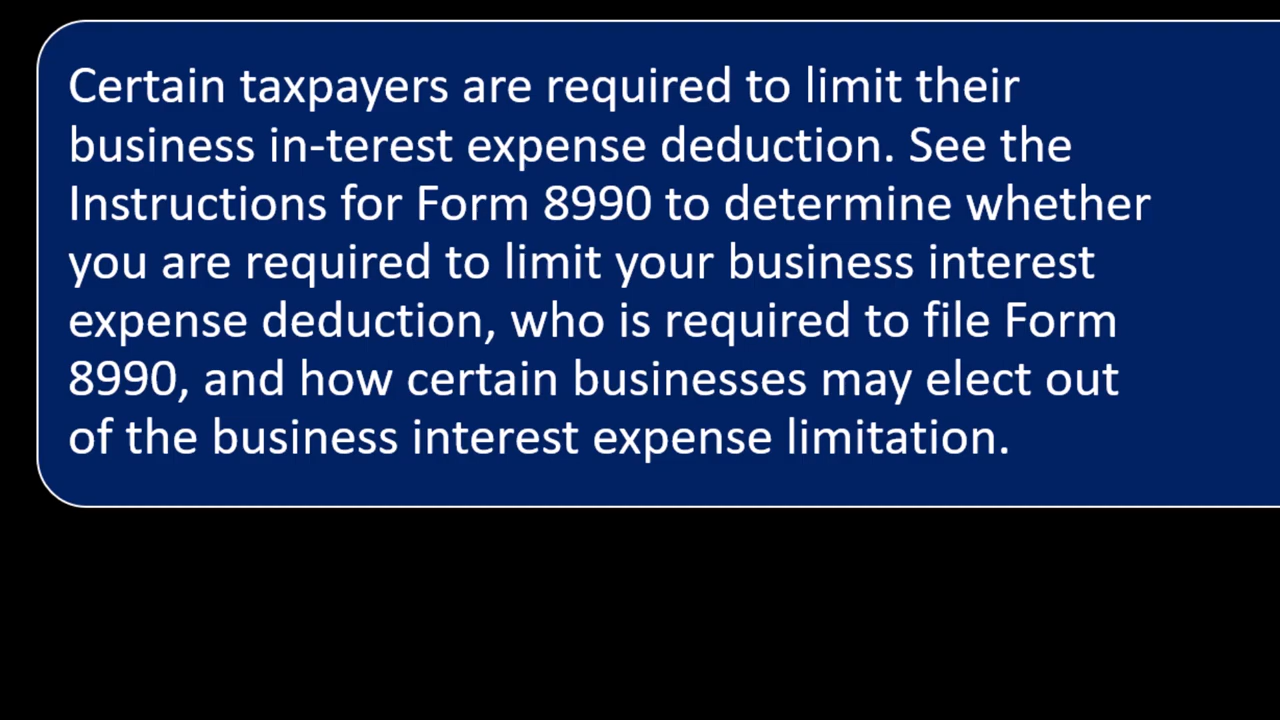 Certain taxpayers are required to limit their
business in-terest expense deduction. See the
Instructions for Form 8990 to determine whether
you are required to limit your business interest
expense deduction, who is required to file Form
8990, and how certain businesses may elect out
of the business interest expense limitation.